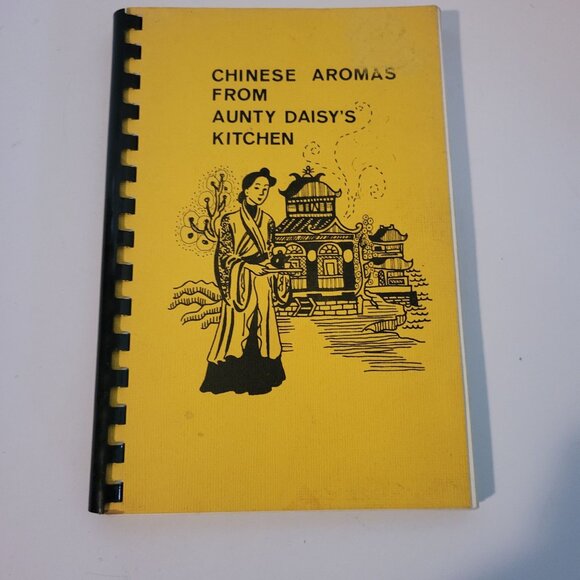 CHINESE AROMAS
FROM
AUNTY DAISY'S
KITCHEN